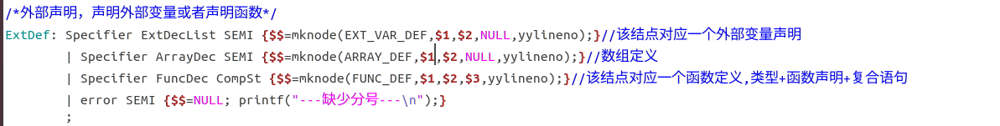 /*外部声明，声明外部变量或者声明函数*/
ExtDef: Specifier ExtDecList SEMI {$$=mknode(EXT_VAR_DEF,$1,$2,NULL,yylineno);}//该结点对应一个外部变量声明
| Specifier ArrayDec SEMI {$$=mknode(ARRAY_DEF,$1,$2,NULL,yylineno);}//数组定义
| Specifier FuncDec CompSt {$$=mknode(FUNC_DEF,$1,$2,$3,yylineno);}//该结点对应一个函数定义,类型+函数声明+复合语句
| error SEMI {$$=NULL; printf("---缺少分号---\n");}
;